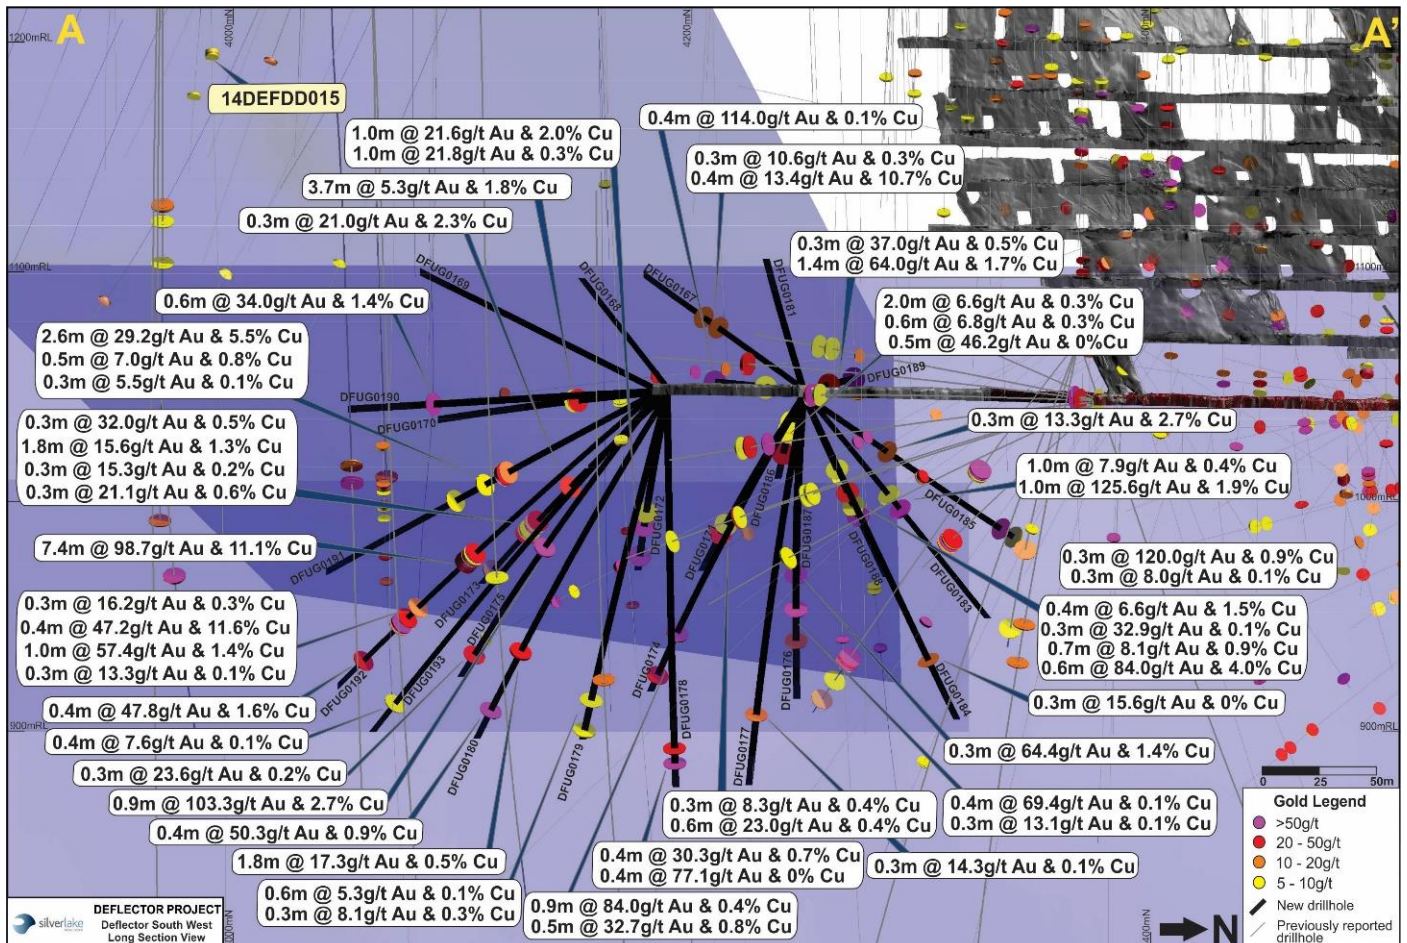 A
A'
1200mRL
4000mN
4200mN
14DEFDD015
1.0m @ 21.6g/t Au & 2.0% Cu
1.0m @ 21.8g/t Au & 0.3% Cu
0.4m @ 114.0g/t Au & 0.1% Cu
0.3m @ 10.6g/t Au & 0.3% Cu
0.4m @ 13.4g/t Au & 10.7% Cu
3.7m @ 5.3g/t Au & 1.8% Cu
0.3m @ 21.0g/t Au & 2.3% Cu
0.3m @ 37.0g/t Au & 0.5% Cu
1.4m @ 64.0g/t Au & 1.7% Cu
1100mRL
1100mRL
DFUG0169
DFUG0168
DFUG0167
DFUG0181
0.6m @ 34.0g/t Au & 1.4% Cu
2.0m @ 6.6g/t Au & 0.3% Cu
0.6m @ 6.8g/t Au & 0.3% Cu
0.5m @ 46.2g/t Au & 0%Cu
2.6m @ 29.2g/t Au & 5.5% Cu
0.5m @ 7.0g/t Au & 0.8% Cu
0.3m @ 5.5g/t Au & 0.1% Cu
DFUG0189
DFUG0190
DFUG0170
0.3m @ 13.3g/t Au & 2.7% Cu
0.3m @ 32.0g/t Au & 0.5% Cu
1.8m @ 15.6g/t Au & 1.3% Cu
0.3m @ 15.3g/t Au & 0.2% Cu
0.3m @ 21.1g/t Au & 0.6% Cu
1.0m @ 7.9g/t Au & 0.4% Cu
1.0m @ 125.6g/t Au & 1.9% Cu
1000mRL
DFUG0172
DFUG0186
DFUG0171
DFUG0187
DFUG0185
7.4m @ 98.7g/t Au & 11.1% Cu
DFUG0191
DFUG0188
DFUG0183
0.3m @ 120.0g/t Au & 0.9% Cu
0.3m @ 8.0g/t Au & 0.1% Cu
0.3m @ 16.2g/t Au & 0.3% Cu
0.4m @ 47.2g/t Au & 11.6% Cu
1.0m @ 57.4g/t Au & 1.4% Cu
0.3m @ 13.3g/t Au & 0.1% Cu
DFUG0173
DFUG0175
0.4m @ 6.6g/t Au & 1.5% Cu
0.3m @ 32.9g/t Au & 0.1% Cu
0.7m @ 8.1g/t Au & 0.9% Cu
0.6m @ 84.0g/t Au & 4.0% Cu
DFUG0192
DFUG0193
DFUG0174
DFUG0178
DFUG0176
DFUG0184
0.3m @ 15.6g/t Au & 0% Cu
0.4m @ 47.8g/t Au & 1.6% Cu
900mRL
900mRL
0.4m @ 7.6g/t Au & 0.1% Cu
DFUG0180
DFUG0179
DFUG0177
0.3m @ 64.4g/t Au & 1.4% Cu
0.3m @ 23.6g/t Au & 0.2% Cu
0.9m @ 103.3g/t Au & 2.7% Cu
0.4m @ 50.3g/t Au & 0.9% Cu
0.3m @ 8.3g/t Au & 0.4% Cu
0.6m @ 23.0g/t Au & 0.4% Cu
0.4m @ 69.4g/t Au & 0.1% Cu
0.3m @ 13.1g/t Au & 0.1% Cu
1.8m @ 17.3g/t Au & 0.5% Cu
0.4m @ 30.3g/t Au & 0.7% Cu
0.4m @ 77.1g/t Au & 0% Cu
0.3m @ 14.3g/t Au & 0.1% Cu
0.6m @ 5.3g/t Au & 0.1% Cu
0.3m @ 8.1g/t Au & 0.3% Cu
0.9m @ 84.0g/t Au & 0.4% Cu
0.5m @ 32.7g/t Au & 0.8% Cu
0 25 50m
Gold Legend
>50g/t
20 - 50g/t
10 - 20g/t
5 - 10g/t
New drillhole
Previously reported
drillhole
N
silverlake
DEFLECTOR PROJECT
Deflector South West
Long Section View